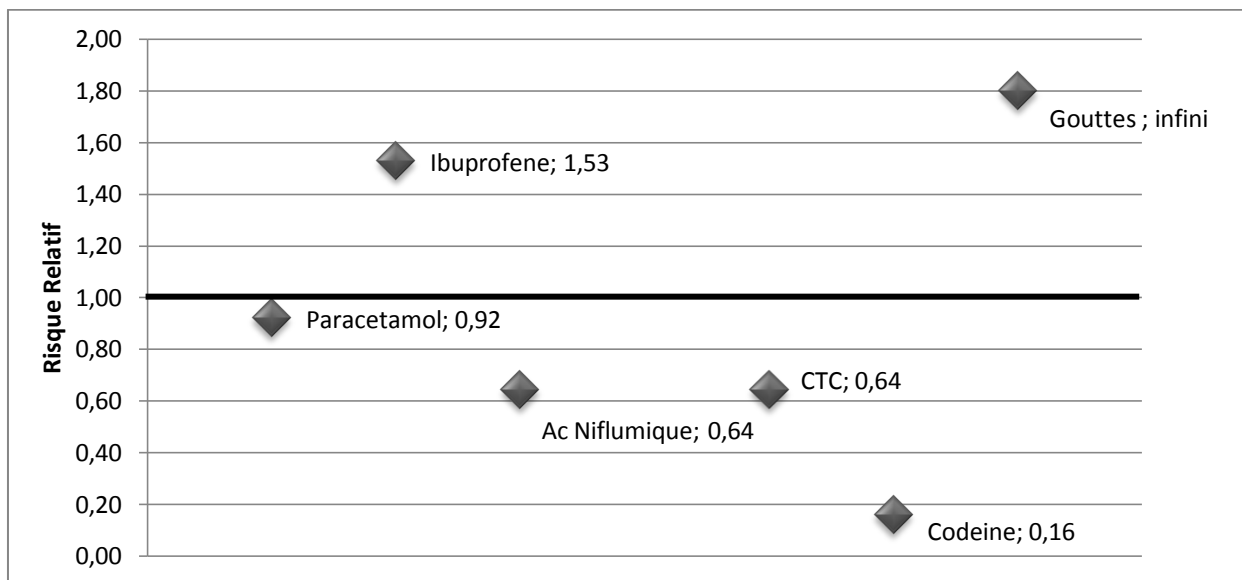 2,00
1,80
Gouttes ; infini
1,60
Ibuprofene; 1,53
1,40
1,20
Risque Relatif
1,00
Paracetamol; 0,92
0,80
CTC; 0,64
0,60
Ac Niflumique; 0,64
0,40
0,20
Codeine; 0,16
0,00